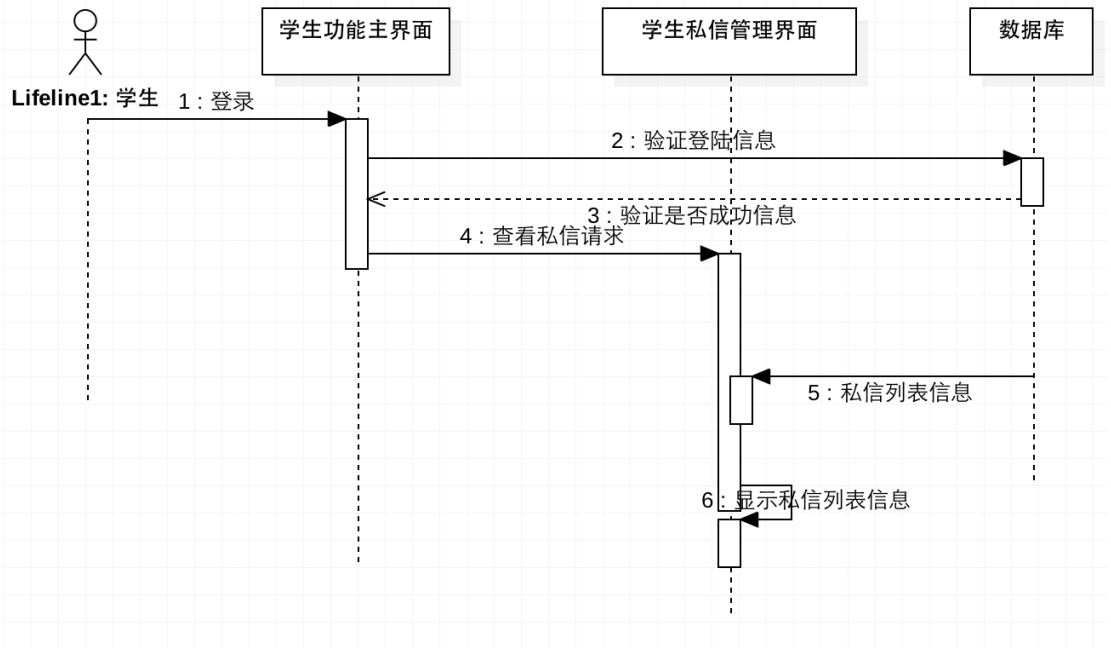 学生功能主界面
学生私信管理界面
数据库
Lifeline1: 学生
1 : 登录
2 : 验证登陆信息
3 : 验证是否成功信息
4 : 查看私信请求
5 : 私信列表信息
6 : 显示私信列表信息